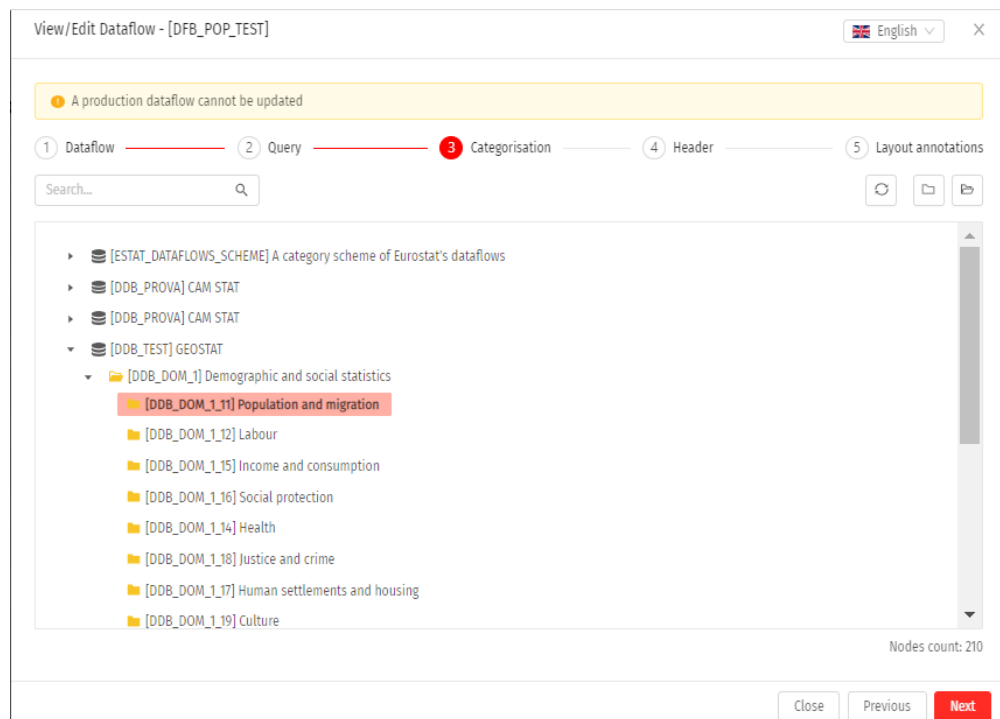 View/Edit Dataflow - [DFB_POP_TEST]
English
A production dataflow cannot be updated
1 Dataflow 2 Query 3 Categorisation 4 Header 5 Layout annotations
Search...
[ESTAT_DATAFLOWS_SCHEME] A category scheme of Eurostat's dataflows
[DDB_PROVA] CAM STAT
[DDB_PROVA] CAM STAT
[DDB_TEST] GEOSTAT
[DDB_DOM_1] Demographic and social statistics
[DDB_DOM_1_11] Population and migration
[DDB_DOM_1_12] Labour
[DDB_DOM_1_15] Income and consumption
[DDB_DOM_1_16] Social protection
[DDB_DOM_1_14] Health
[DDB_DOM_1_18] Justice and crime
[DDB_DOM_1_17] Human settlements and housing
[DDB_DOM_1_19] Culture
Nodes count: 210
Close Previous Next